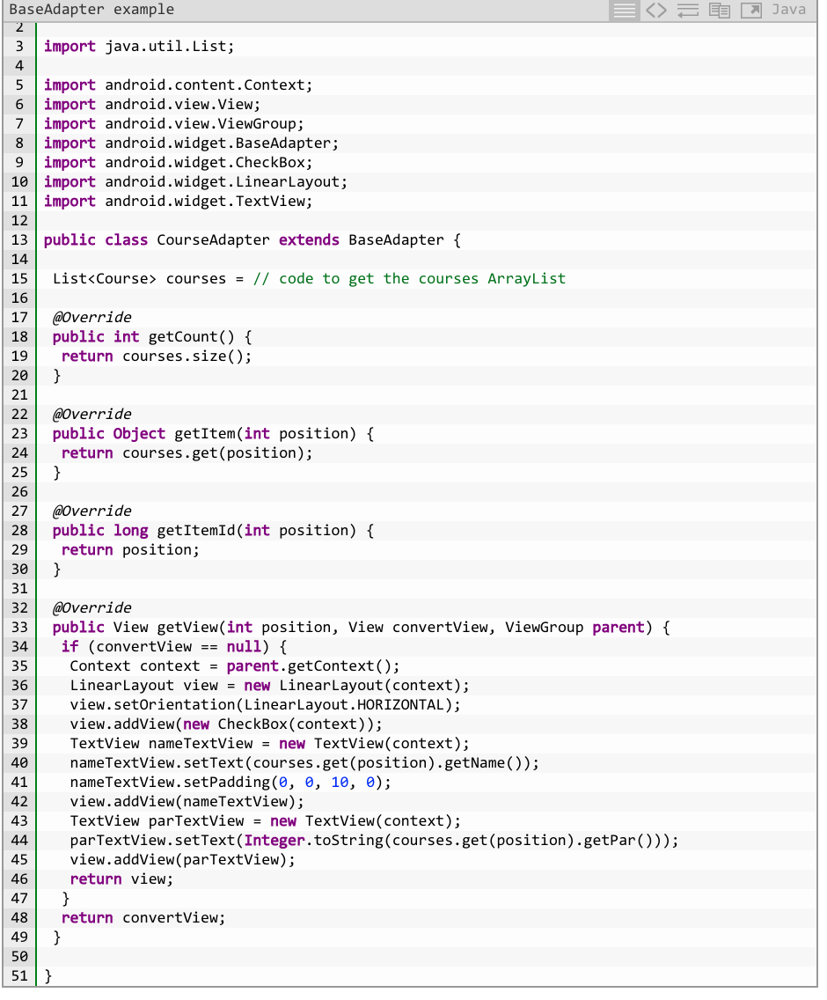 BaseAdapter example
Java
2
3 import java.util.List;
4
5 import android.content.Context;
6 import android.view.View;
7 import android.view.ViewGroup;
8 import android.widget.BaseAdapter;
9 import android.widget.CheckBox;
10 import android.widget.LinearLayout;
11 import android.widget.TextView;
12
13 public class CourseAdapter extends BaseAdapter {
14
15  List<Course> courses = // code to get the courses ArrayList
16
17  @Override
18  public int getCount() {
19   return courses.size();
20  }
21
22  @Override
23  public Object getItem(int position) {
24   return courses.get(position);
25  }
26
27  @Override
28  public long getItemId(int position) {
29   return position;
30  }
31
32  @Override
33  public View getView(int position, View convertView, ViewGroup parent) {
34   if (convertView == null) {
35    Context context = parent.getContext();
36    LinearLayout view = new LinearLayout(context);
37    view.setOrientation(LinearLayout.HORIZONTAL);
38    view.addView(new CheckBox(context));
39    TextView nameTextView = new TextView(context);
40    nameTextView.setText(courses.get(position).getName());
41    nameTextView.setPadding(0, 0, 10, 0);
42    view.addView(nameTextView);
43    TextView parTextView = new TextView(context);
44    parTextView.setText(Integer.toString(courses.get(position).getPar()));
45    view.addView(parTextView);
46    return view;
47   }
48   return convertView;
49  }
50
51 }